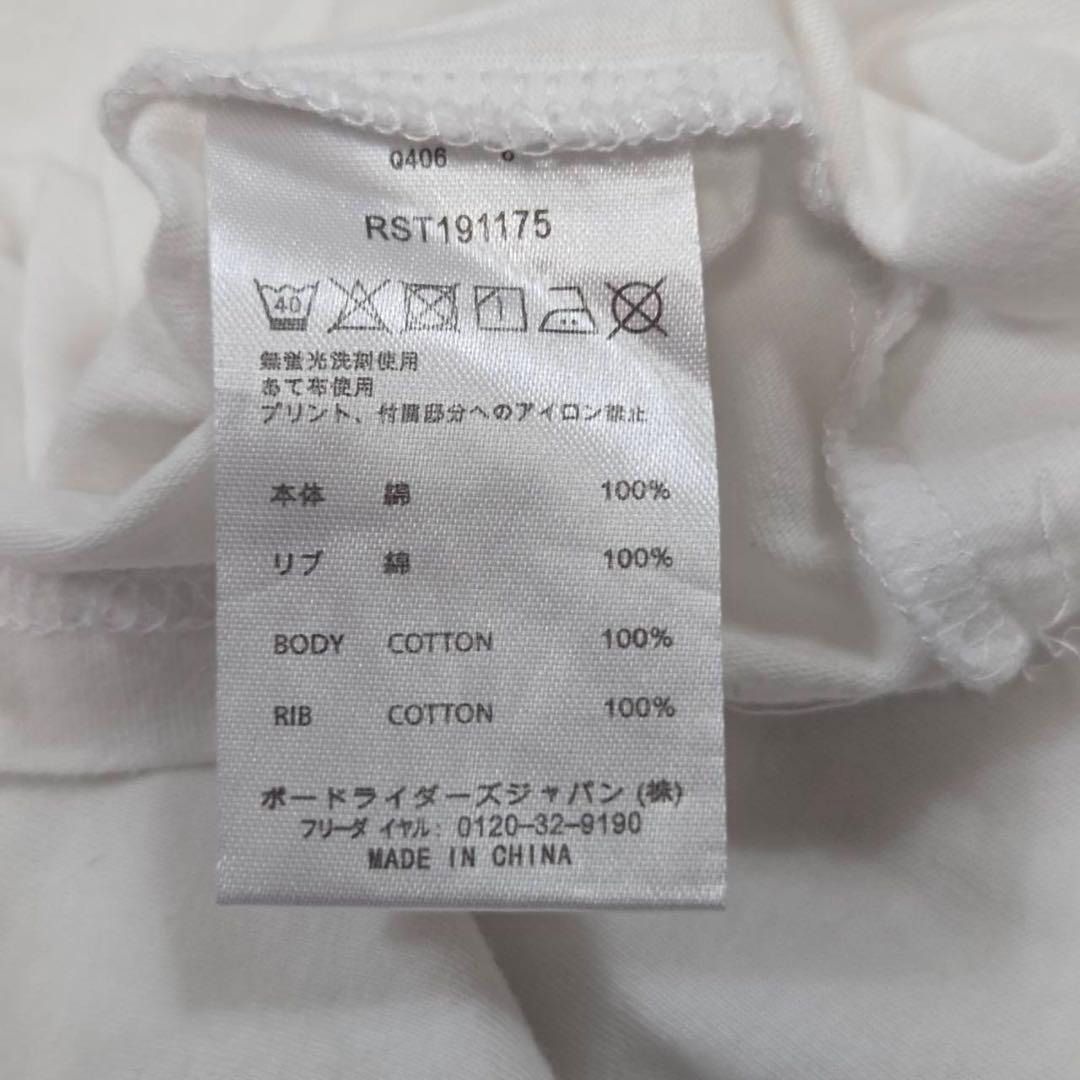 Q406
RST191175
40
無蛍光洗剤使用
あて布使用
プリント、付属部分へのアイロン禁止
本体 綿 100%
リブ 綿 100%
BODY COTTON 100%
RIB COTTON 100%
ボードライダーズジャパン (株)
フリーダイヤル: 0120-32-9190
MADE IN CHINA